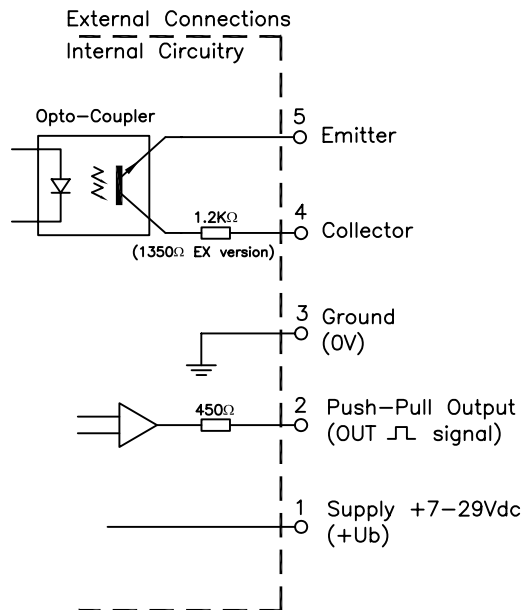 External Connections
Internal Circuitry
Opto-Coupler
5
Emitter
1.2KΩ
4
Collector
(1350Ω EX version)
3
Ground
(0V)
450Ω
2
Push-Pull Output
(OUT signal)
1
Supply +7-29Vdc
(+Ub)